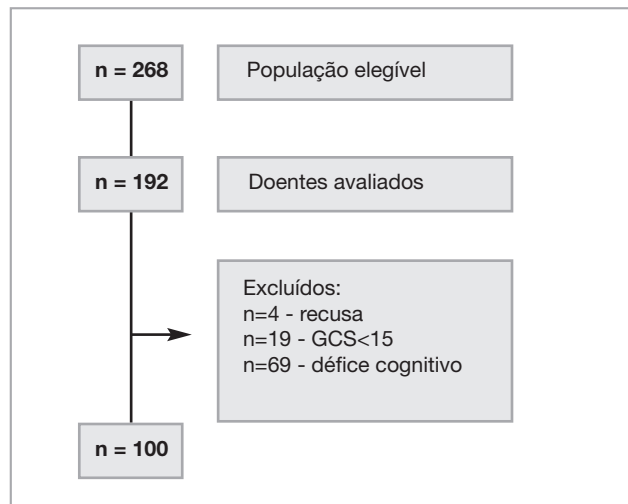 n = 268
População elegível
n = 192
Doentes avaliados
Excluídos:
n=4 - recusa
n=19 - GCS<15
n=69 - défice cognitivo
n = 100